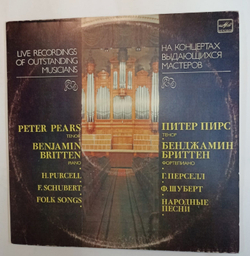 LIVE RECORDINGS
OF OUTSTANDING
MUSICIANS
НА КОНЦЕРТАХ
ВЫДАЮЩИХСЯ
МАСТЕРОВ
PETER PEARS
TENOR
BENJAMIN
BRITTEN
PIANO
H. PURCELL
F. SCHUBERT
FOLK SONGS
ПИТЕР ПИРС
ТЕНОР
БЕНДЖАМИН
БРИТТЕН
ФОРТЕПИАНО
Г. ПЕРСЕЛЛ
Ф. ШУБЕРТ
НАРОДНЫЕ
ПЕСНИ